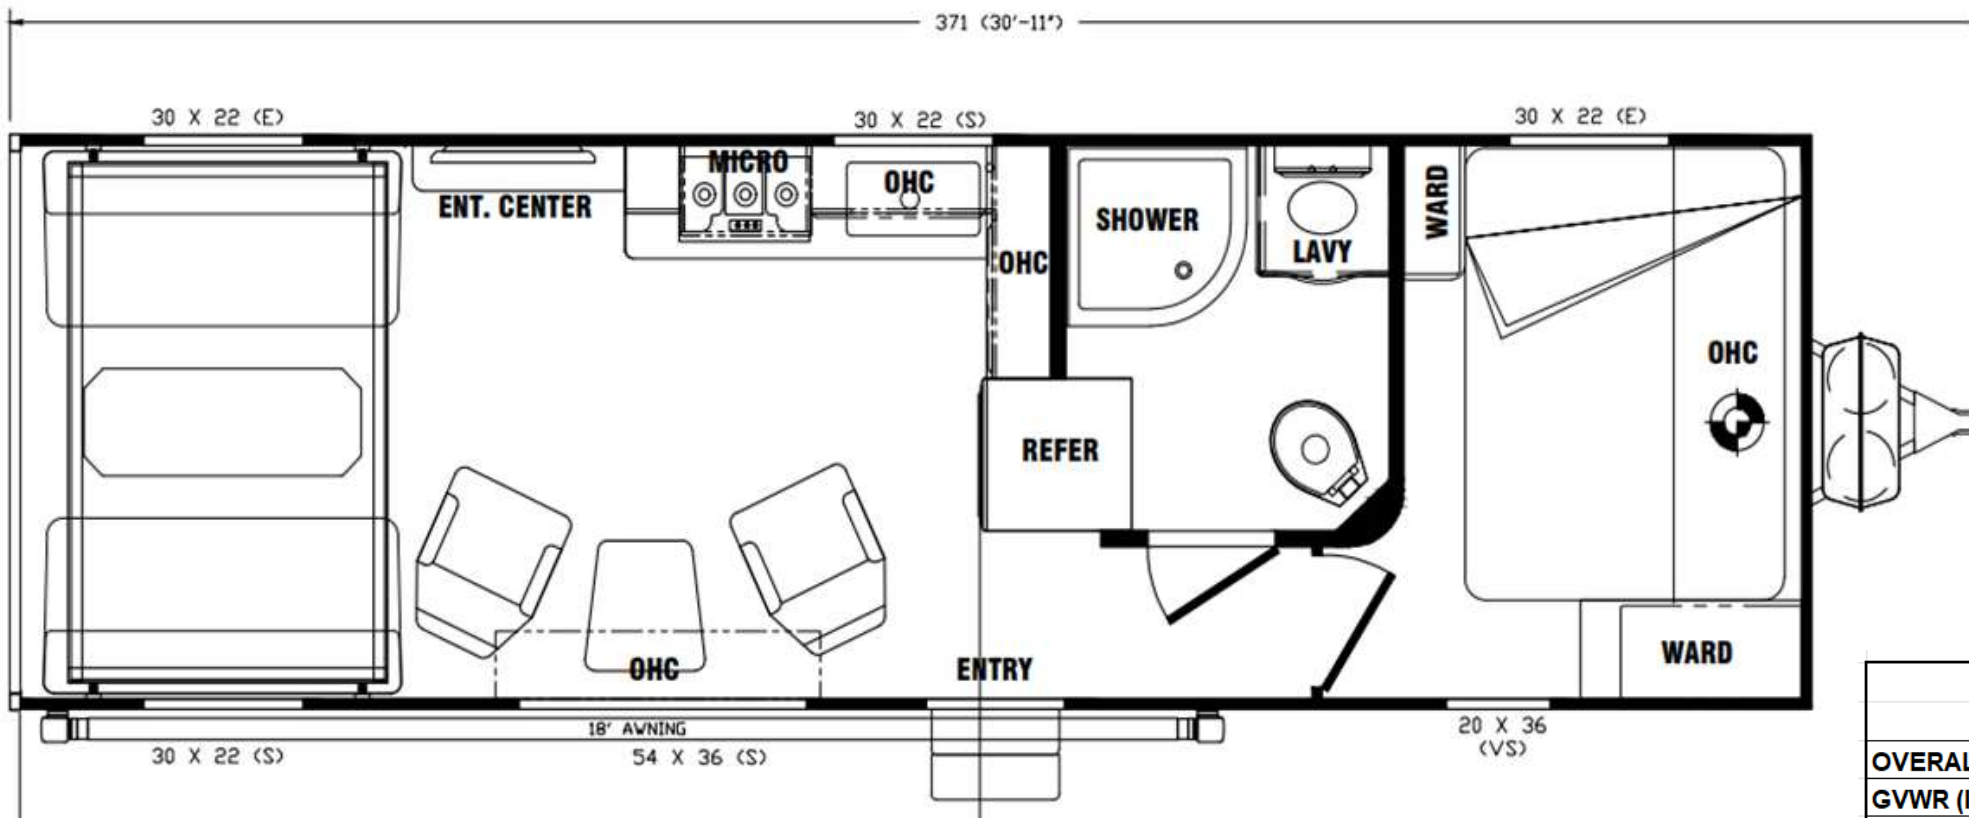 371 (30'-11")
30 X 22 (E)
30 X 22 (S)
30 X 22 (E)
MICRO
OHC
ENT. CENTER
SHOWER
LAVY
WARD
OHC
OHC
REFER
OHC
ENTRY
WARD
18' AWNING
30 X 22 (S)
54 X 36 (S)
20 X 36
(VS)
OVERAL
GVWR (